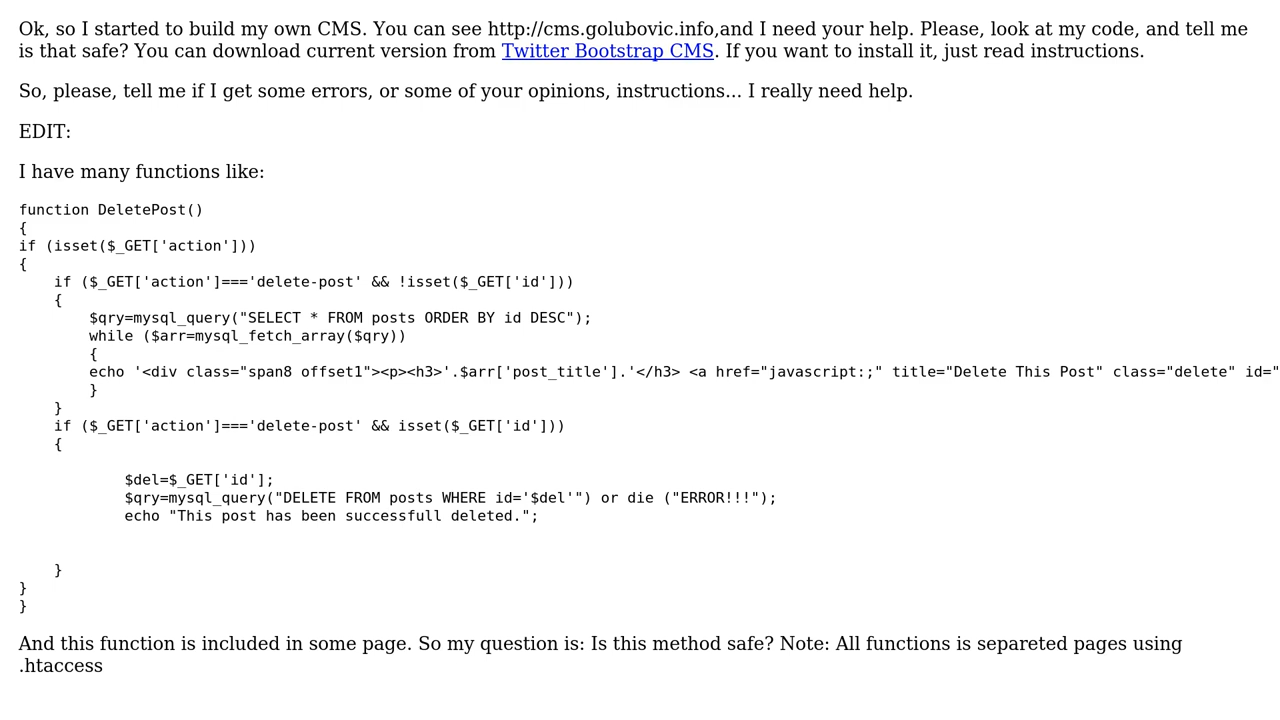 Ok, so I started to build my own CMS. You can see http://cms.golubovic.info,and I need your help. Please, look at my code, and tell me
is that safe? You can download current version from Twitter Bootstrap CMS. If you want to install it, just read instructions.
So, please, tell me if I get some errors, or some of your opinions, instructions... I really need help.
EDIT:
I have many functions like:
function DeletePost()
{
if (isset($_GET['action']))
{
    if ($_GET['action']==='delete-post' && !isset($_GET['id']))
    {
        $qry=mysql_query("SELECT * FROM posts ORDER BY id DESC");
        while ($arr=mysql_fetch_array($qry))
        {
        echo '<div class="span8 offset1"><p><h3>'.$arr['post_title'].'</h3> <a href="javascript:;" title="Delete This Post" class="delete" id="
        }
    }
    if ($_GET['action']==='delete-post' && isset($_GET['id']))
    {
            $del=$_GET['id'];
            $qry=mysql_query("DELETE FROM posts WHERE id='$del'") or die ("ERROR!!!");
            echo "This post has been successfull deleted.";
    }
}
}
And this function is included in some page. So my question is: Is this method safe? Note: All functions is separeted pages using
.htaccess